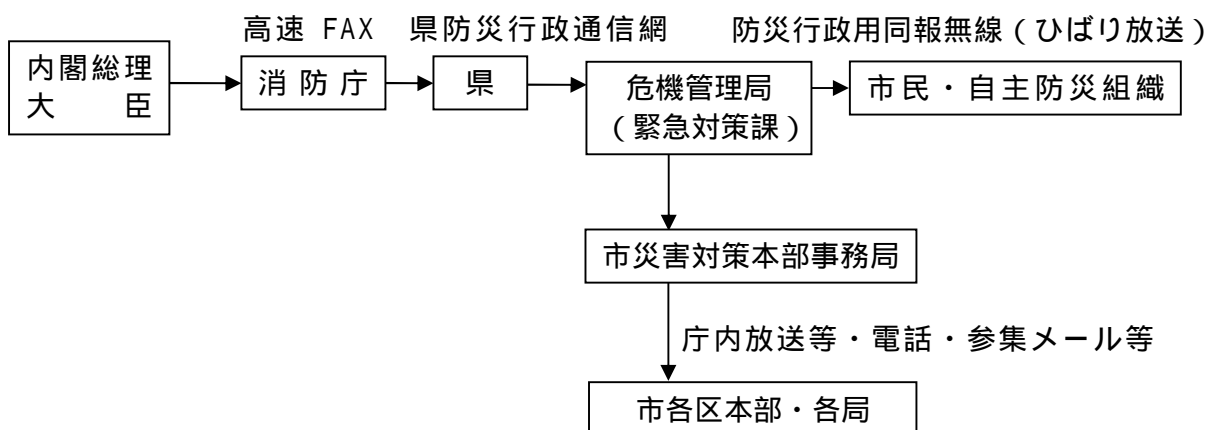 高速 FAX 県防災行政通信網 防災行政用同報無線(ひばり放送)
内閣総理
大臣
消防庁
県
危機管理局
(緊急対策課)
市民・自主防災組織
市災害対策本部事務局
庁内放送等・電話・参集メール等
市各区本部・各局